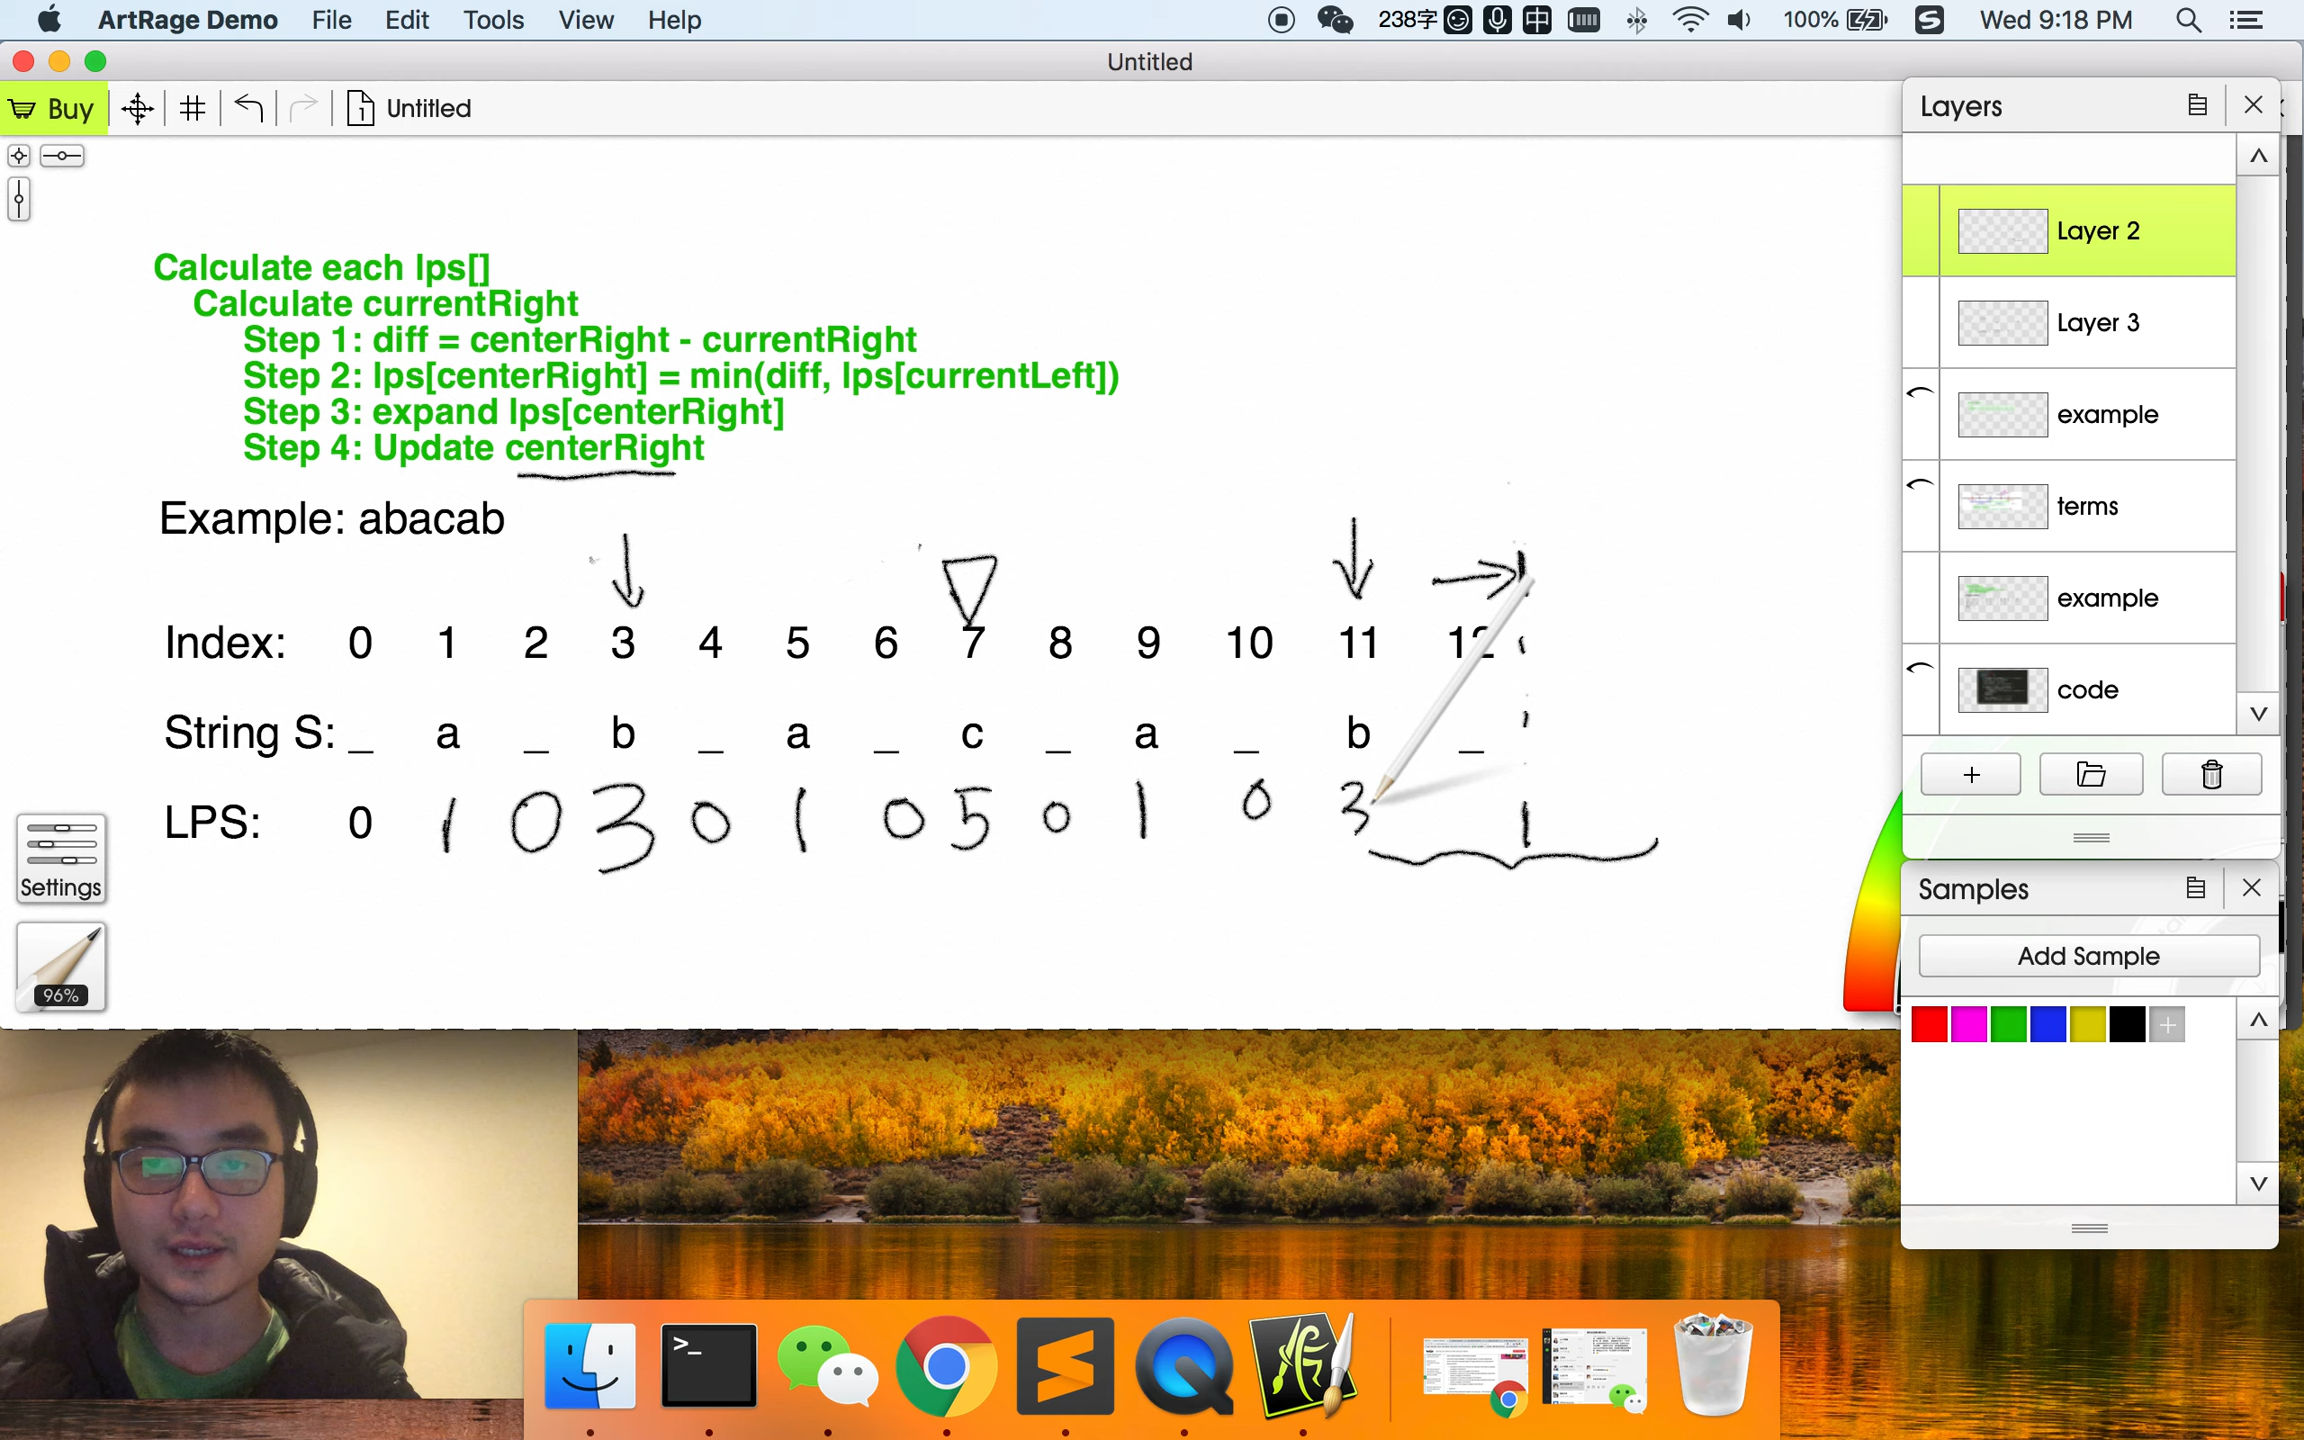 ArtRage Demo File Edit Tools View Help 238字 中 100% S Wed 9:18 PM
Untitled
Buy 1 Untitled
Layers
Layer 2
Layer 3
example
terms
example
code
+
Calculate each lps[]
Calculate currentRight
Step 1: diff = centerRight - currentRight
Step 2: lps[centerRight] = min(diff, lps[currentLeft])
Step 3: expand lps[centerRight]
Step 4: Update centerRight
Example: abacab
Index: 0 1 2 3 4 5 6 7 8 9 10 11 12
String S: _ a _ b _ a _ c _ a _ b _
LPS: 0 1 0 3 0 1 0 5 0 1 0 3
Settings
96%
Samples
Add Sample
>_